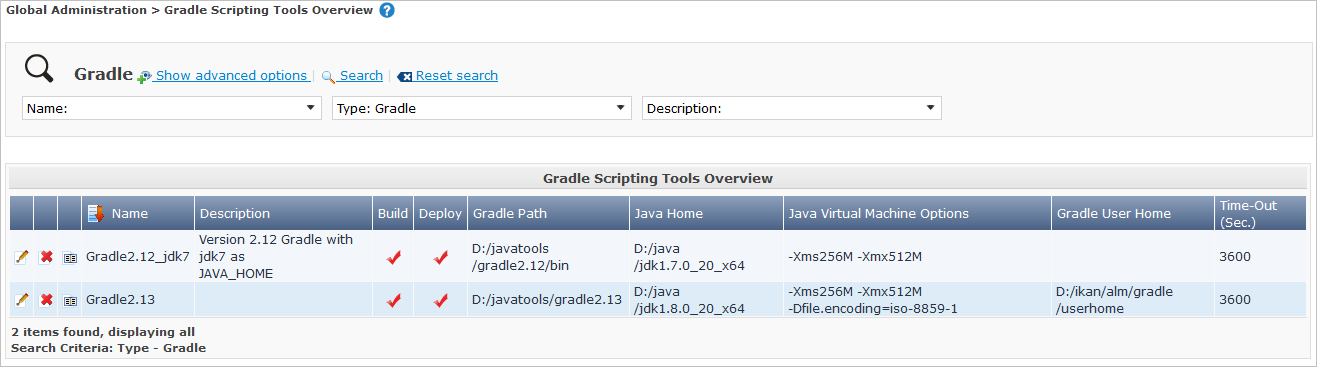 Global Administration > Gradle Scripting Tools Overview ?
Gradle Show advanced options | Search | Reset search
Name: Type: Gradle Description:
Gradle Scripting Tools Overview
Name Description Build Deploy Gradle Path Java Home Java Virtual Machine Options Gradle User Home Time-Out
(Sec.)
Gradle2.12_jdk7 Version 2.12 Gradle with
jdk7 as
JAVA_HOME
D:/javatools
/gradle2.12/bin
D:/java
/jdk1.7.0_20_x64
-Xms256M -Xmx512M
3600
Gradle2.13 D:/javatools/gradle2.13
D:/java
/jdk1.8.0_20_x64
-Xms256M -Xmx512M
-Dfile.encoding=iso-8859-1
D:/ikan/alm/gradle
/userhome
3600
2 items found, displaying all
Search Criteria: Type - Gradle